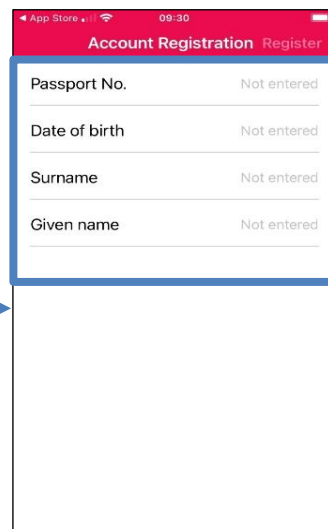 ◀ App Store 09:30
Account Registration Register
Passport No. Not entered
Date of birth Not entered
Surname Not entered
Given name Not entered